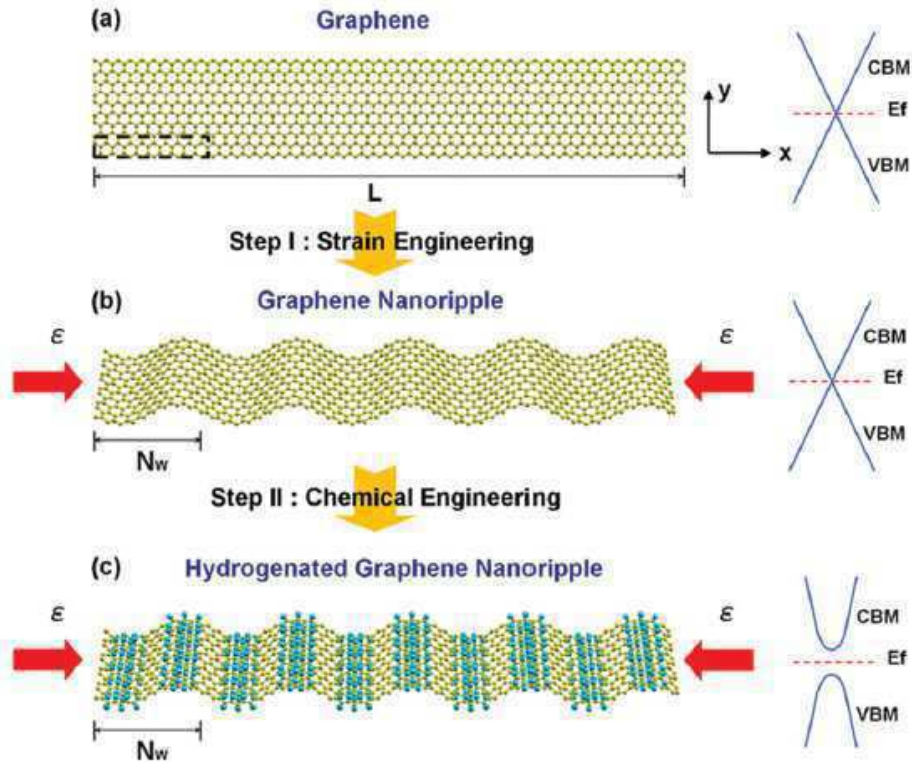 (a)
Graphene
CBM
Ef
VBM
y
x
L
Step I : Strain Engineering
(b)
Graphene Nanoripple
ε
ε
CBM
Ef
VBM
Nw
Step II : Chemical Engineering
(c)
Hydrogenated Graphene Nanoripple
ε
ε
CBM
Ef
VBM
Nw